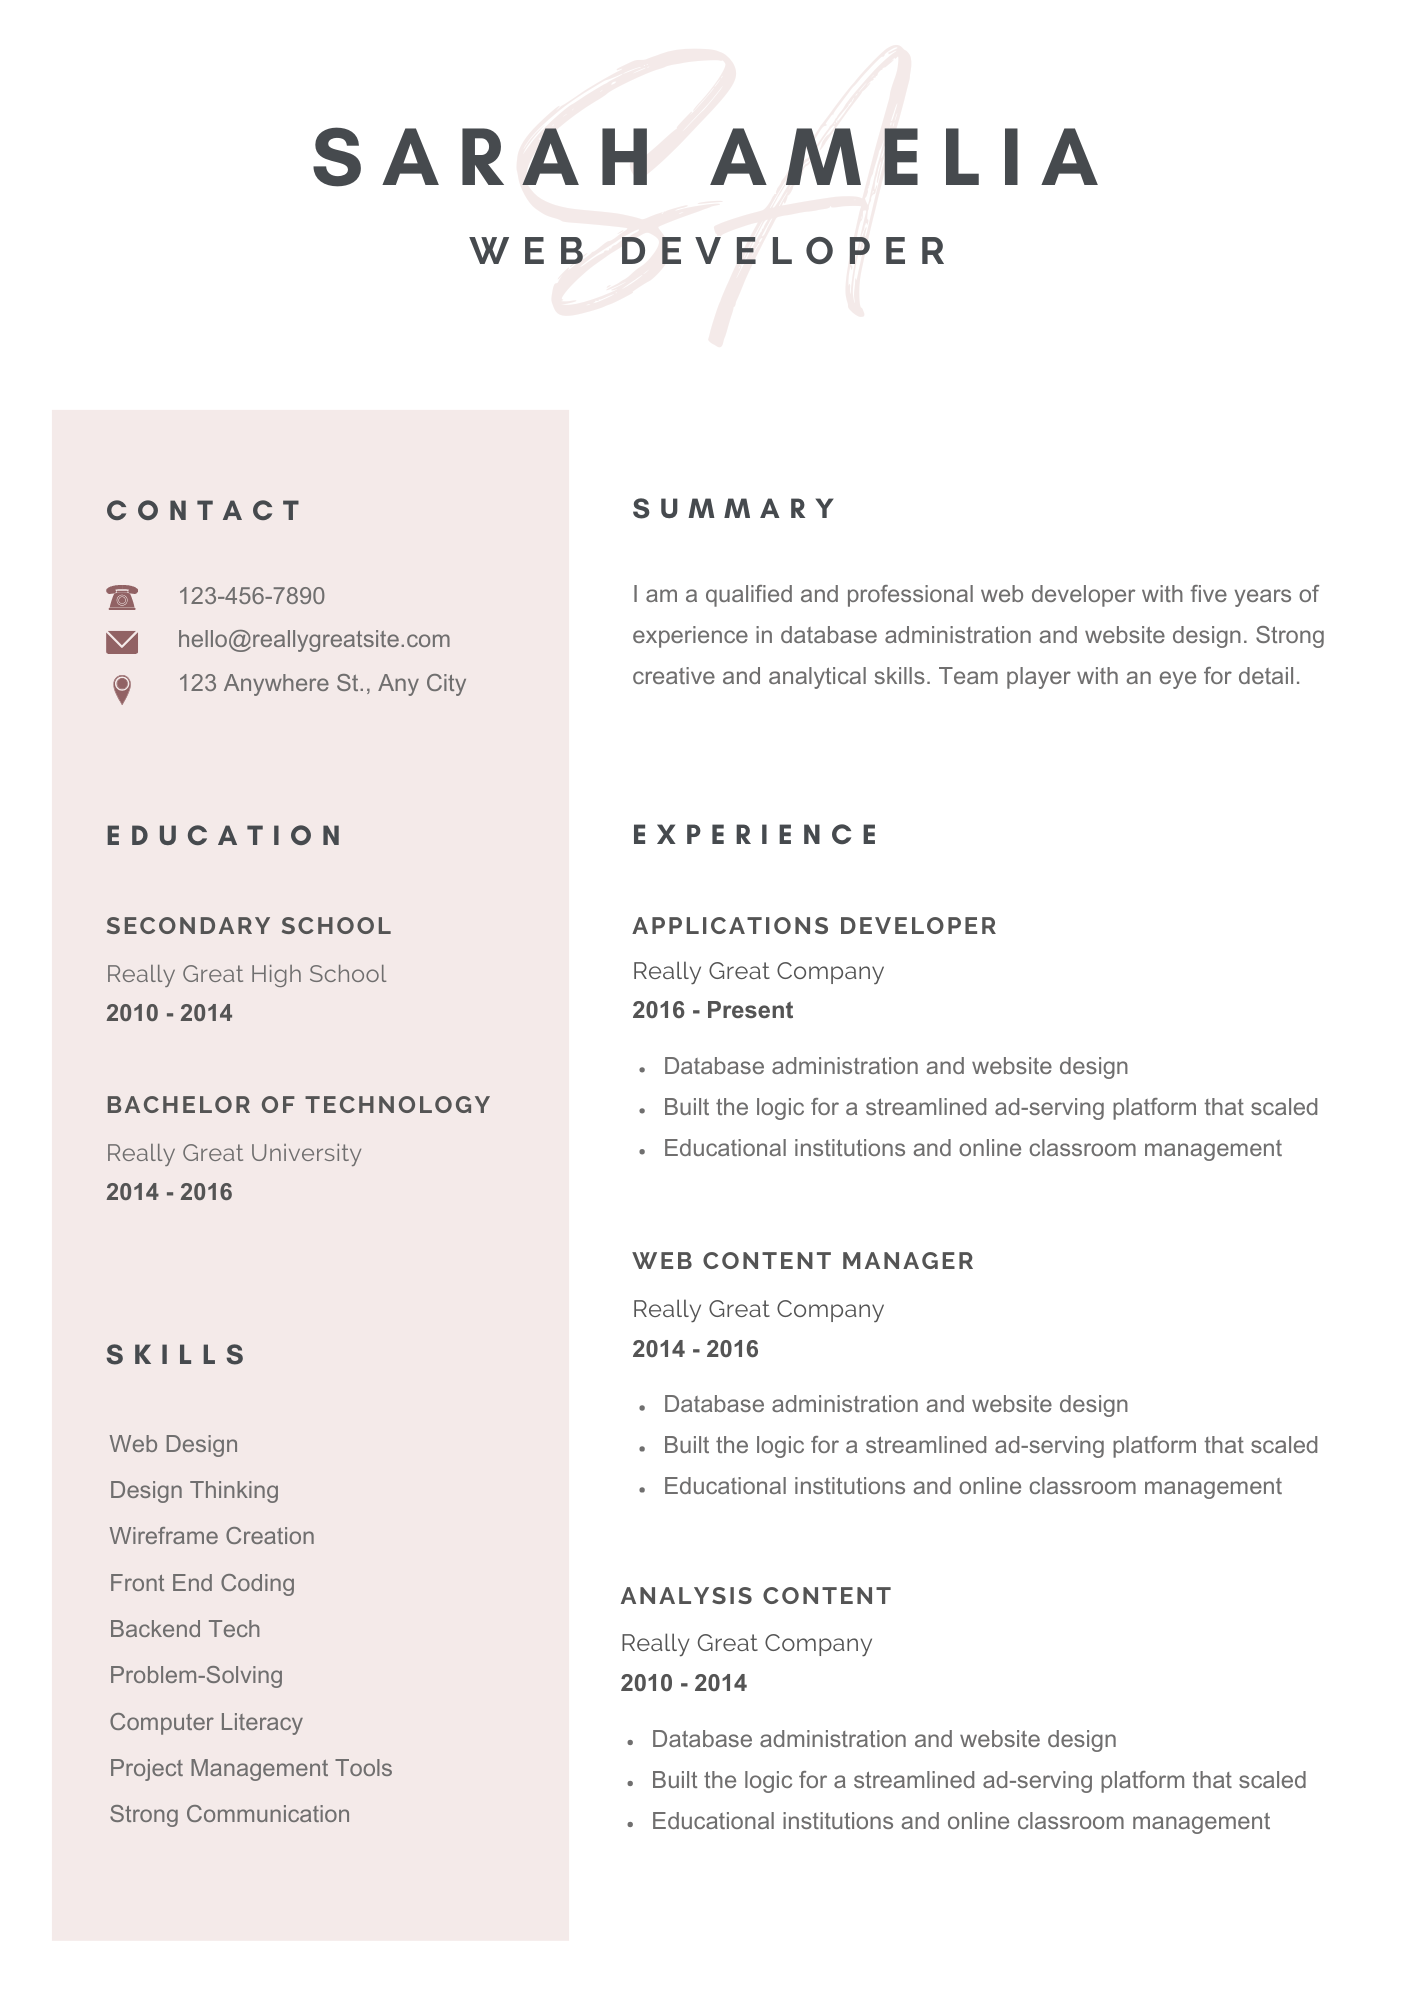 SA
SARAH AMELIA
WEB DEVELOPER
CONTACT
123-456-7890
hello@reallygreatsite.com
123 Anywhere St., Any City
EDUCATION
SECONDARY SCHOOL
Really Great High School
2010 - 2014
BACHELOR OF TECHNOLOGY
Really Great University
2014 - 2016
SKILLS
Web Design
Design Thinking
Wireframe Creation
Front End Coding
Backend Tech
Problem-Solving
Computer Literacy
Project Management Tools
Strong Communication
SUMMARY
I am a qualified and professional web developer with five years of
experience in database administration and website design. Strong
creative and analytical skills. Team player with an eye for detail.
EXPERIENCE
APPLICATIONS DEVELOPER
Really Great Company
2016 - Present
• Database administration and website design
• Built the logic for a streamlined ad-serving platform that scaled
• Educational institutions and online classroom management
WEB CONTENT MANAGER
Really Great Company
2014 - 2016
• Database administration and website design
• Built the logic for a streamlined ad-serving platform that scaled
• Educational institutions and online classroom management
ANALYSIS CONTENT
Really Great Company
2010 - 2014
• Database administration and website design
• Built the logic for a streamlined ad-serving platform that scaled
• Educational institutions and online classroom management